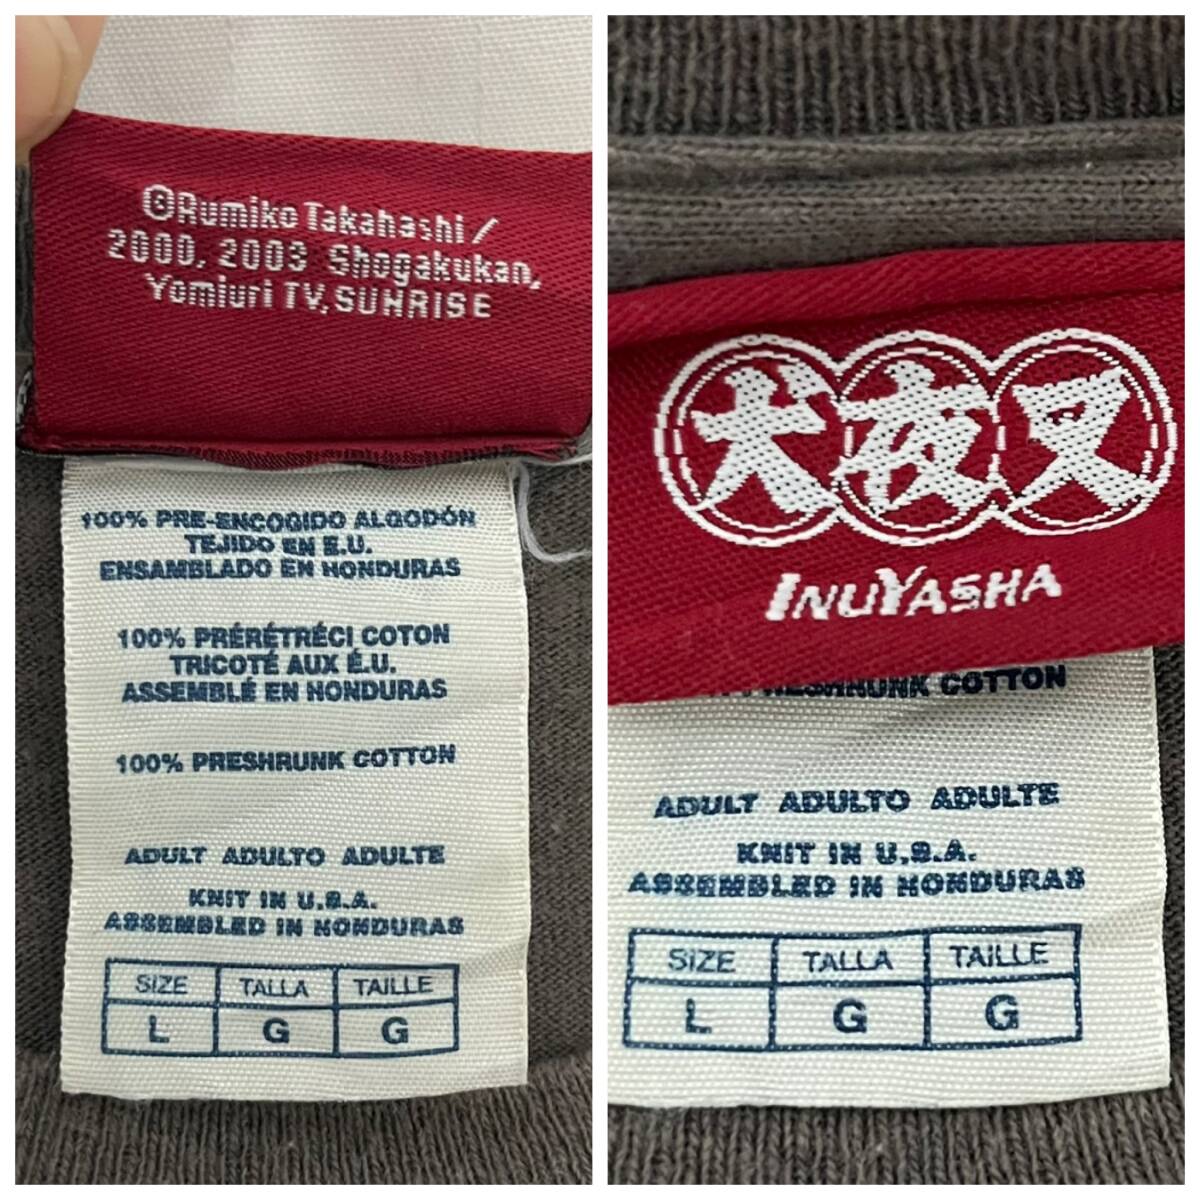 ©Rumiko Takahashi/
2000, 2003 Shogakukan,
Yomiuri TV, SUNRISE
100% PRE-ENCOGIDO ALGODÓN
TEJIDO EN E.U.
ENSAMBLADO EN HONDURAS
100% PRÉRÉTRÉCI COTON
TRICOTÉ AUX É.U.
ASSEMBLÉ EN HONDURAS
100% PRESHRUNK COTTON
ADULT ADULTO ADULTE
KNIT IN U.S.A.
ASSEMBLED IN HONDURAS
SIZE TALLA TAILLE
L G G
犬夜叉
INUYASHA
PRESHRUNK COTTON
ADULT ADULTO ADULTE
KNIT IN U.S.A.
ASSEMBLED IN HONDURAS
SIZE TALLA TAILLE
L G G